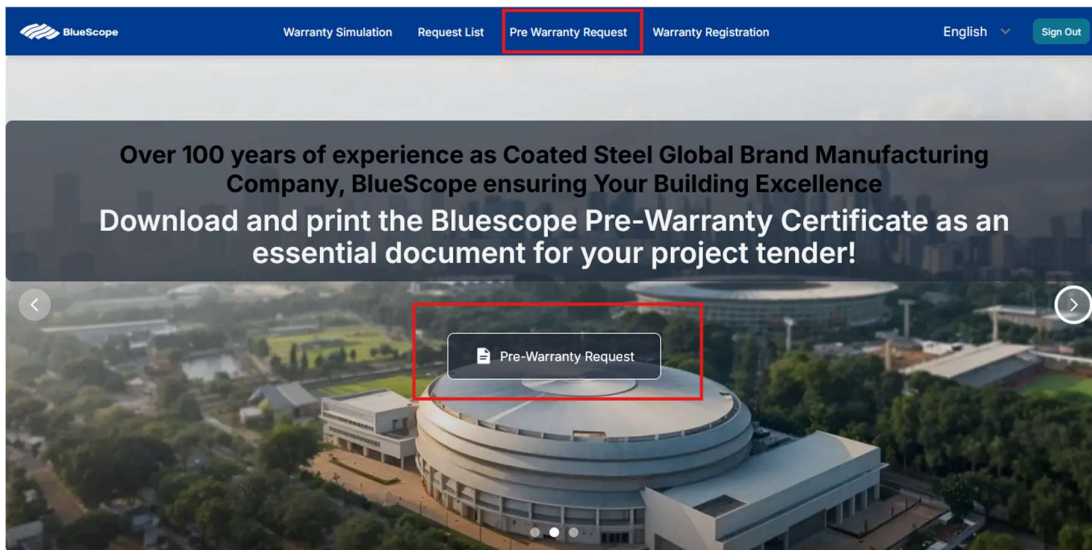 BlueScope
Warranty Simulation
Request List
Pre Warranty Request
Warranty Registration
English
Sign Out
Over 100 years of experience as Coated Steel Global Brand Manufacturing
Company, BlueScope ensuring Your Building Excellence
Download and print the Bluescope Pre-Warranty Certificate as an
essential document for your project tender!
Pre-Warranty Request